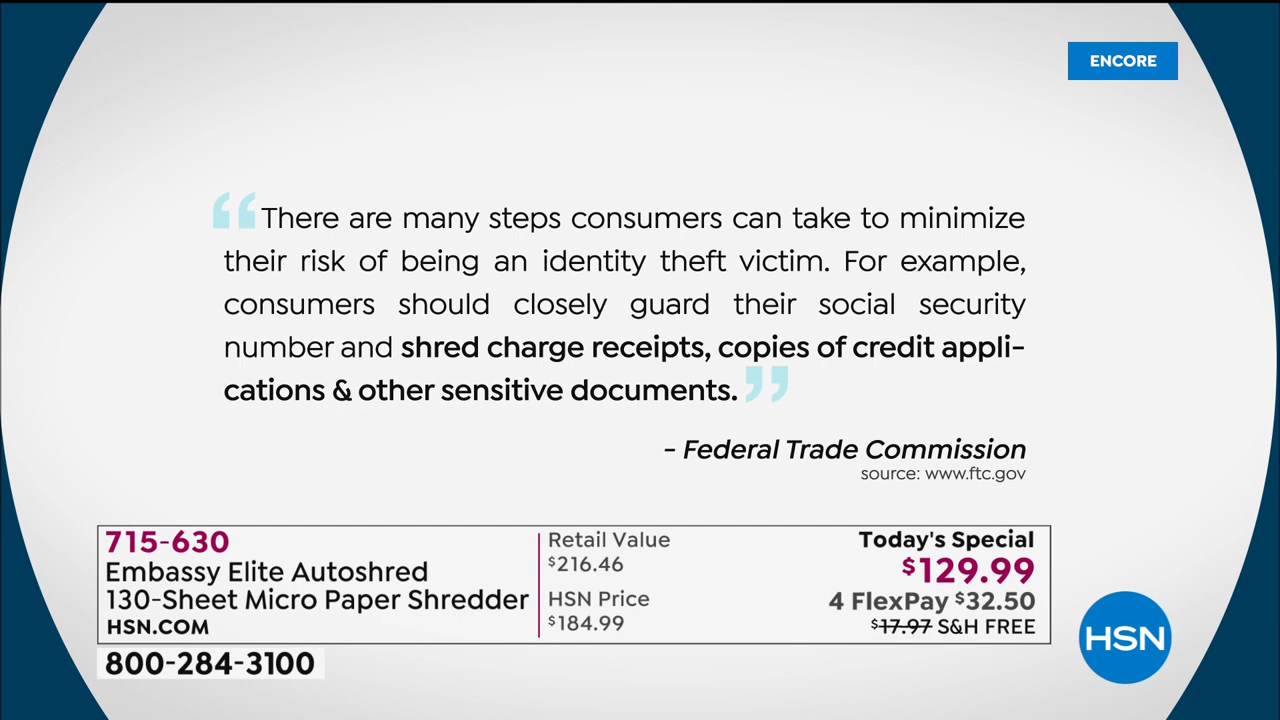 ENCORE
“There are many steps consumers can take to minimize
their risk of being an identity theft victim. For example,
consumers should closely guard their social security
number and shred charge receipts, copies of credit appli-
cations & other sensitive documents.”
- Federal Trade Commission
source: www.ftc.gov
715-630
Embassy Elite Autoshred
130-Sheet Micro Paper Shredder
HSN.COM
Retail Value
$216.46
HSN Price
$184.99
Today's Special
$129.99
4 FlexPay $32.50
$17.97 S&H FREE
800-284-3100
HSN